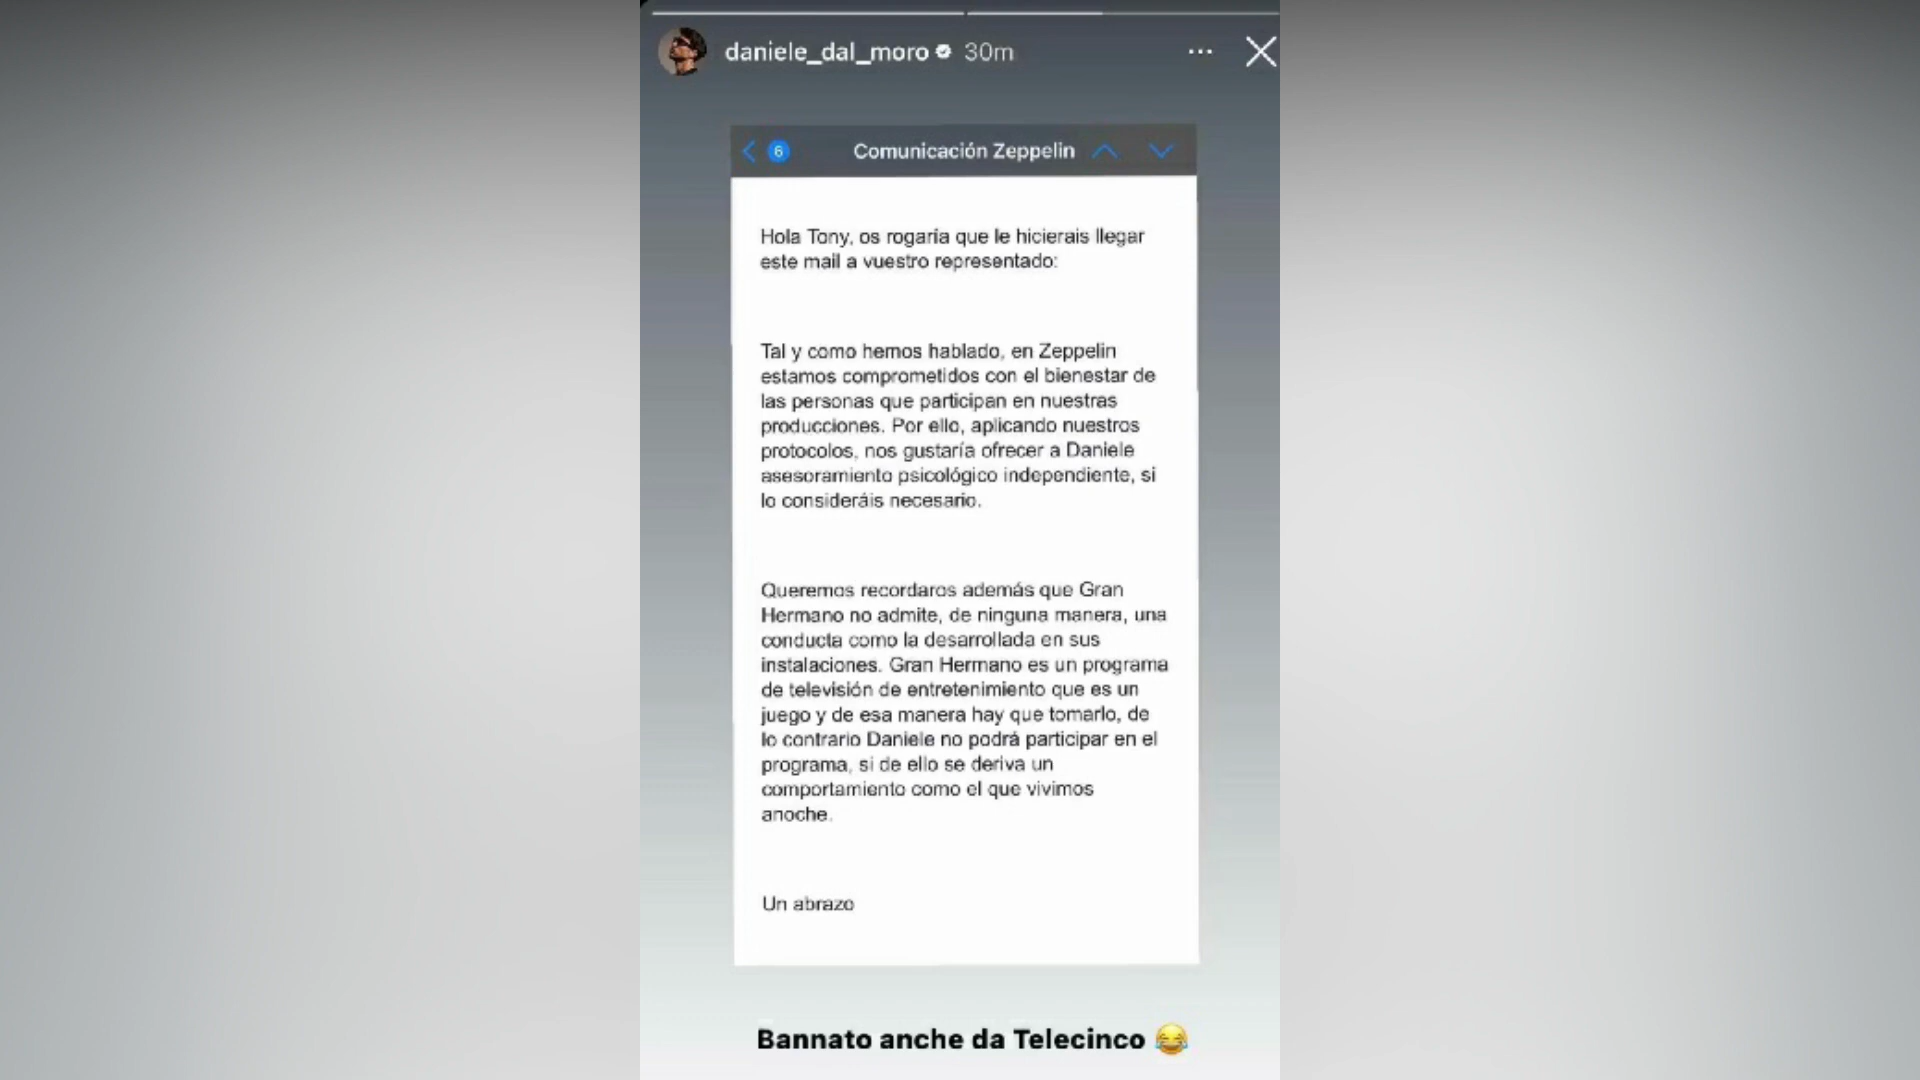 daniele_dal_moro 30m
6 Comunicación Zeppelin
Hola Tony, os rogaría que le hicierais llegar
este mail a vuestro representado:
Tal y como hemos hablado, en Zeppelin
estamos comprometidos con el bienestar de
las personas que participan en nuestras
producciones. Por ello, aplicando nuestros
protocolos, nos gustaría ofrecer a Daniele
asesoramiento psicológico independiente, si
lo consideráis necesario.
Queremos recordaros además que Gran
Hermano no admite, de ninguna manera, una
conducta como la desarrollada en sus
instalaciones. Gran Hermano es un programa
de televisión de entretenimiento que es un
juego y de esa manera hay que tomarlo, de
lo contrario Daniele no podrá participar en el
programa, si de ello se deriva un
comportamiento como el que vivimos
anoche.
Un abrazo
Bannato anche da Telecinco 😂